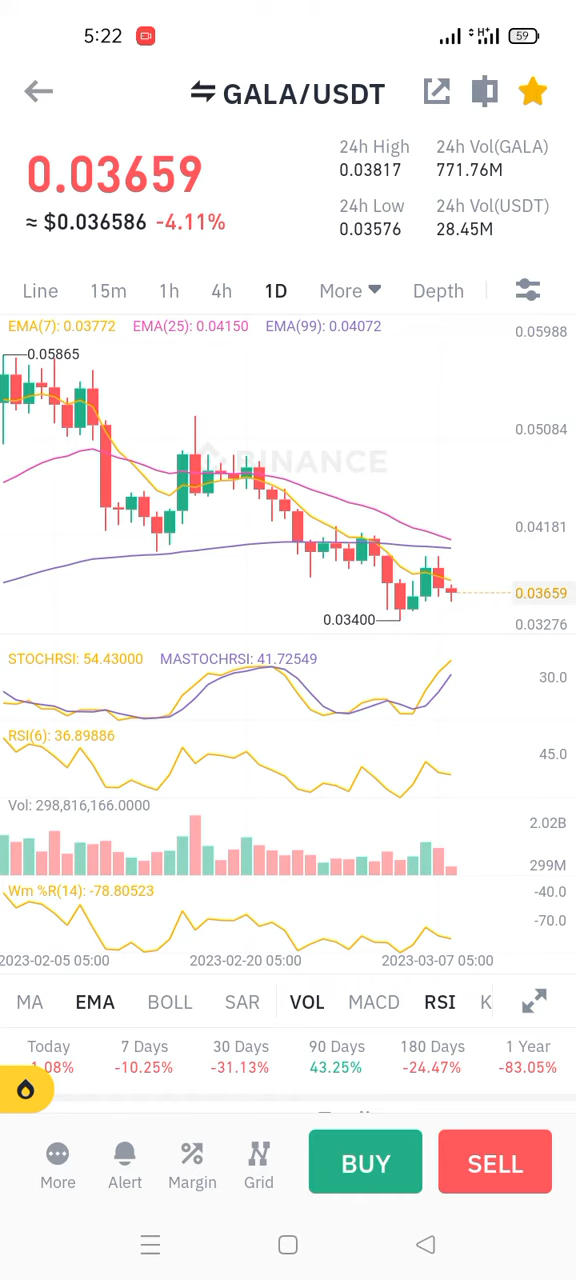 5:22 H+ 59
GALA/USDT
24h High 24h Vol(GALA)
0.03659 0.03817 771.76M
24h Low 24h Vol(USDT)
≈ $0.036586 -4.11% 0.03576 28.45M
Line 15m 1h 4h 1D More Depth
EMA(7): 0.03772 EMA(25): 0.04150 EMA(99): 0.04072
0.05988
0.05865
0.05084
BINANCE
0.04181
0.03659
0.03400
0.03276
STOCHRSI: 54.43000 MASTOCHRSI: 41.72549
30.0
RSI(6): 36.89886
45.0
Vol: 298,816,166.0000
2.02B
299M
Wm %R(14): -78.80523
-40.0
-70.0
2023-02-05 05:00 2023-02-20 05:00 2023-03-07 05:00
MA EMA BOLL SAR VOL MACD RSI K
Today 7 Days 30 Days 90 Days 180 Days 1 Year
1.08% -10.25% -31.13% 43.25% -24.47% -83.05%
More Alert Margin Grid BUY SELL